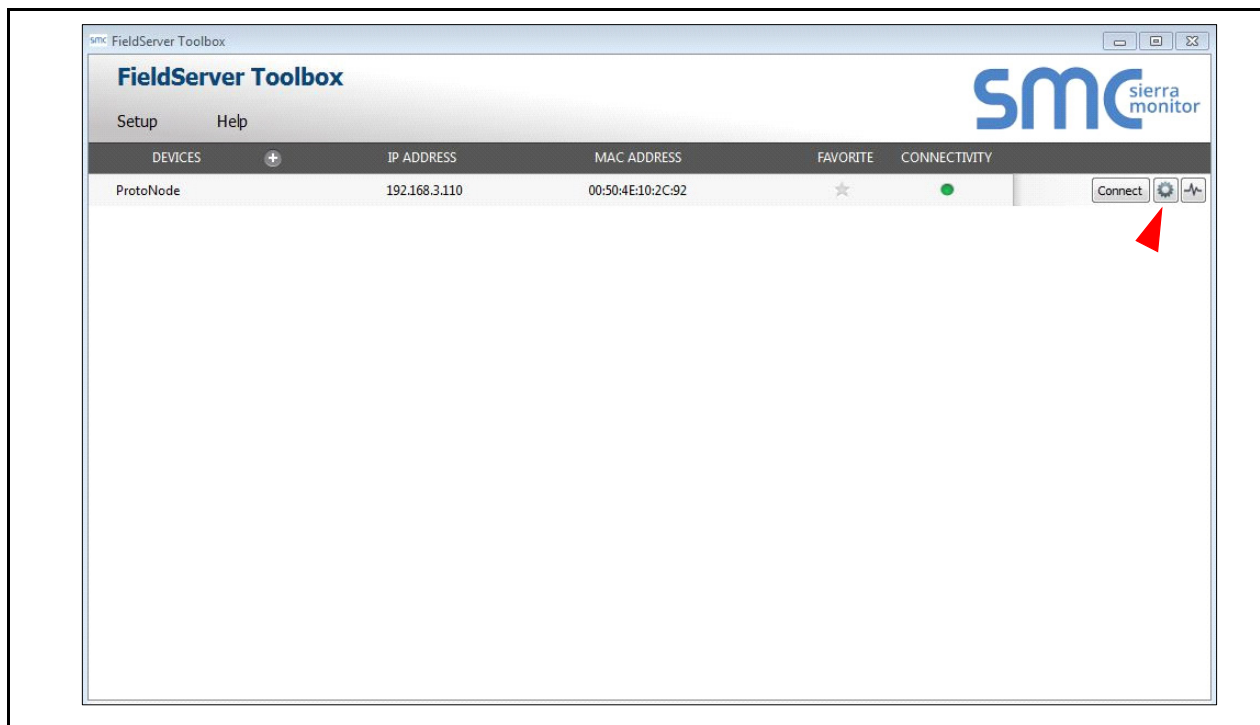 smc FieldServer Toolbox
FieldServer Toolbox
smc sierra monitor
Setup Help
DEVICES IP ADDRESS MAC ADDRESS FAVORITE CONNECTIVITY
ProtoNode 192.168.3.110 00:50:4E:10:2C:92 Connect